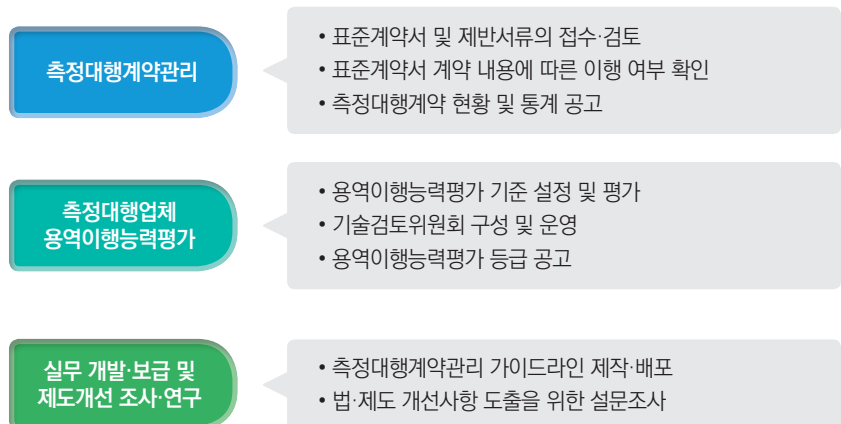 측정대행계약관리
• 표준계약서 및 제반서류의 접수·검토
• 표준계약서 계약 내용에 따른 이행 여부 확인
• 측정대행계약 현황 및 통계 공고
측정대행업체
용역이행능력평가
• 용역이행능력평가 기준 설정 및 평가
• 기술검토위원회 구성 및 운영
• 용역이행능력평가 등급 공고
실무 개발·보급 및
제도개선 조사·연구
• 측정대행계약관리 가이드라인 제작·배포
• 법·제도 개선사항 도출을 위한 설문조사